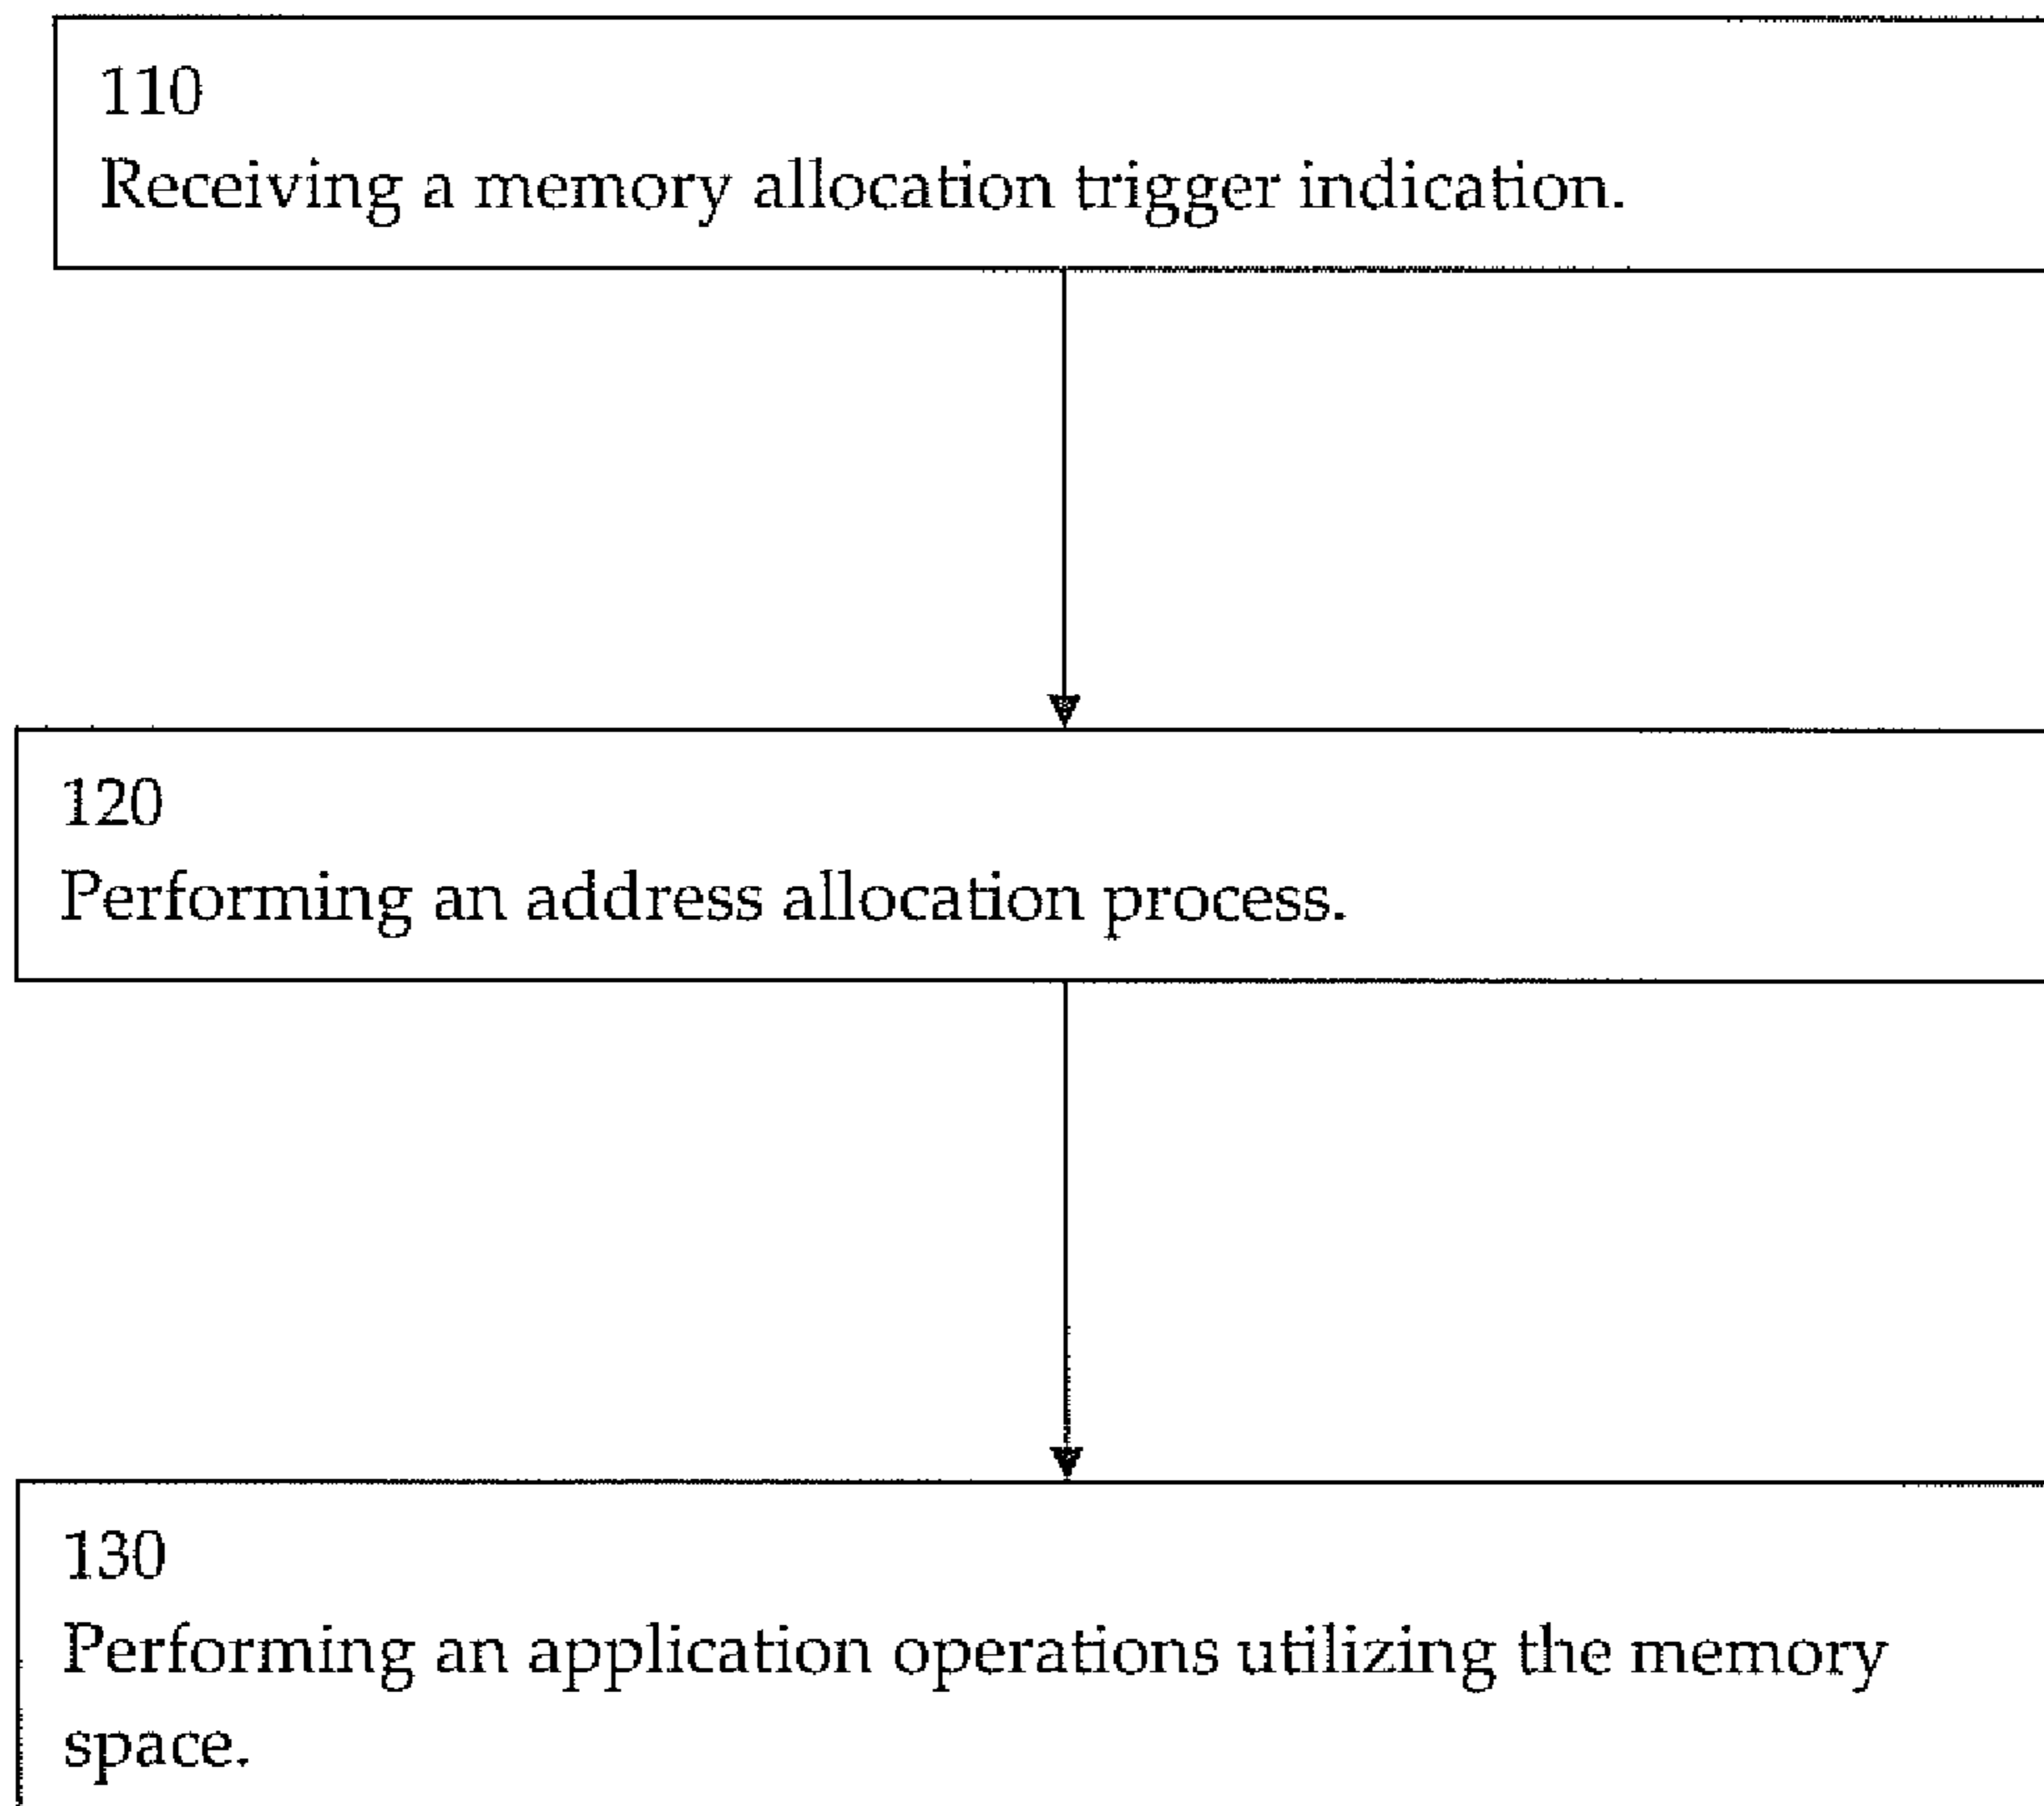 110
Receiving a memory allocation trigger indication.
120
Performing an address allocation process.
130
Performing an application operations utilizing the memory
space.